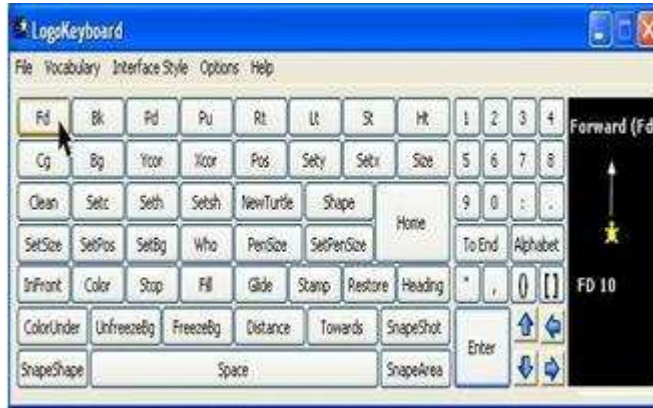 LogoKeyboard
File Vocabulary Interface Style Options Help
Fd Bk Pd Pu Rt Lt St Ht 1 2 3 4 Forward (Fd
Cg Bg Ycor Xcor Pos Sety Setx Size 5 6 7 8
Clean Setc Seth Setsh NewTurtle Shape Home 9 0 : .
SetSize SetPos SetBg Who PenSize SetPenSize To End Alphabet
InFront Color Stop Fill Glide Stamp Restore Heading " , () [] FD 10
ColorUnder UnfreezeBg FreezeBg Distance Towards SnapeShot Enter
SnapeShape Space SnapeArea